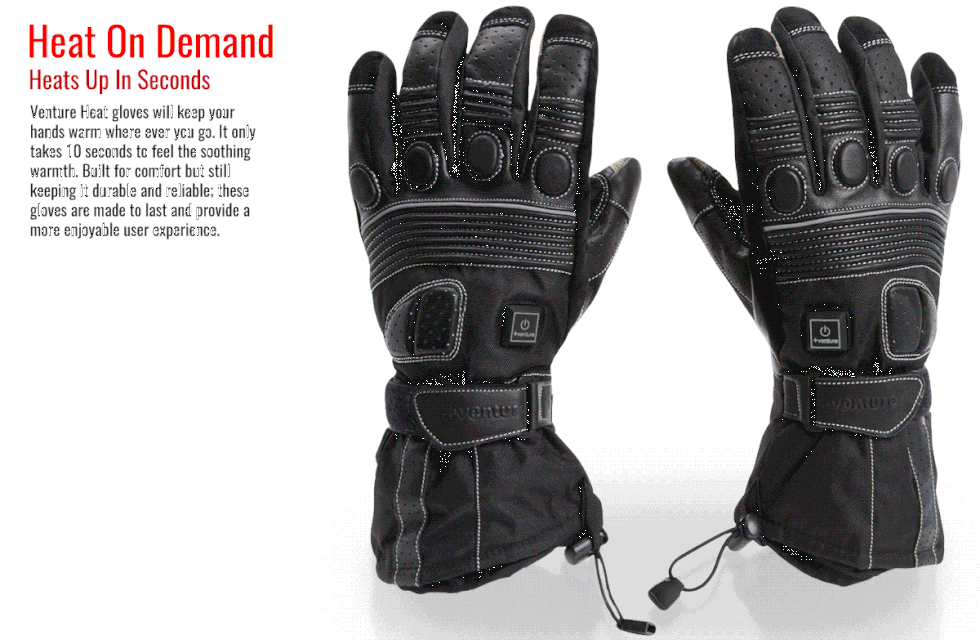 Heat On Demand
Heats Up In Seconds
Venture Heat gloves will keep your
hands warm where ever you go. It only
takes 10 seconds to feel the soothing
warmth. Built for comfort but still
keeping it durable and reliable; these
gloves are made to last and provide a
more enjoyable user experience.
+venture
+venture
venture